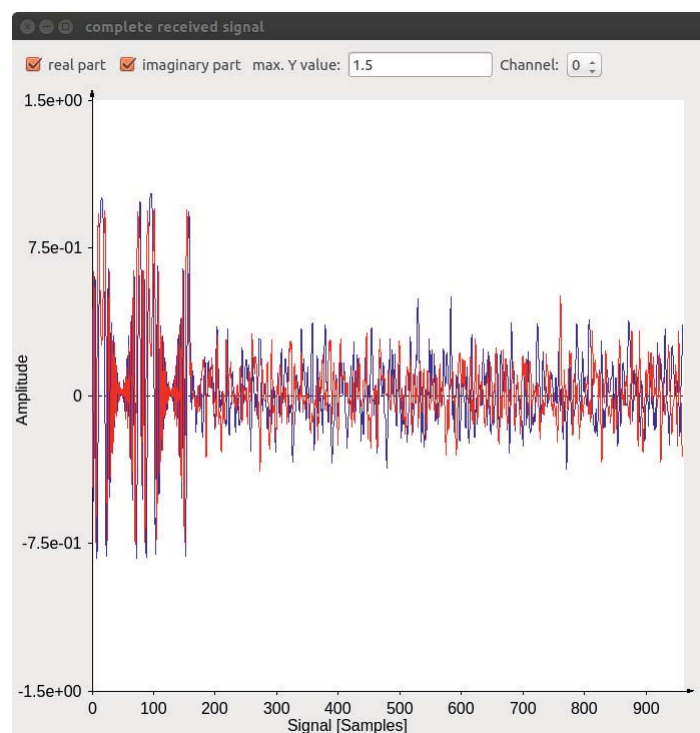 complete received signal
real part imaginary part max. Y value: 1.5 Channel: 0
1.5e+00
7.5e-01
0
-7.5e-01
-1.5e+00
Amplitude
0 100 200 300 400 500 600 700 800 900
Signal [Samples]